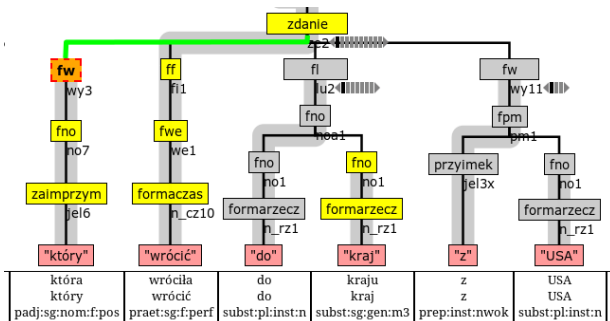 zdanie
ze2
fw ff fl fw
wy3 fl1 lu2 wy11
fno fwe fno fpm
no7 we1 noa1 pm1
fno fno przyimek fno
no1 no1 jel3x no1
zaimprzym formaczas formarzecz formarzecz formarzecz
jel6 n_cz10 n_rz1 n_rz1 n_rz1
"który" "wrócić" "do" "kraj" "z" "USA"
która wróciła do kraju z USA
który wrócić do kraj z USA
padj:sg:nom:f:pos praet:sg:f:perf subst:pl:inst:n subst:sg:gen:m3 prep:inst:nwok subst:pl:inst:n